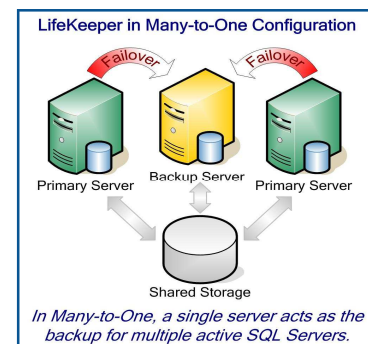 LifeKeeper in Many-to-One Configuration
Failover
Failover
Primary Server
Backup Server
Primary Server
Shared Storage
In Many-to-One, a single server acts as the
backup for multiple active SQL Servers.